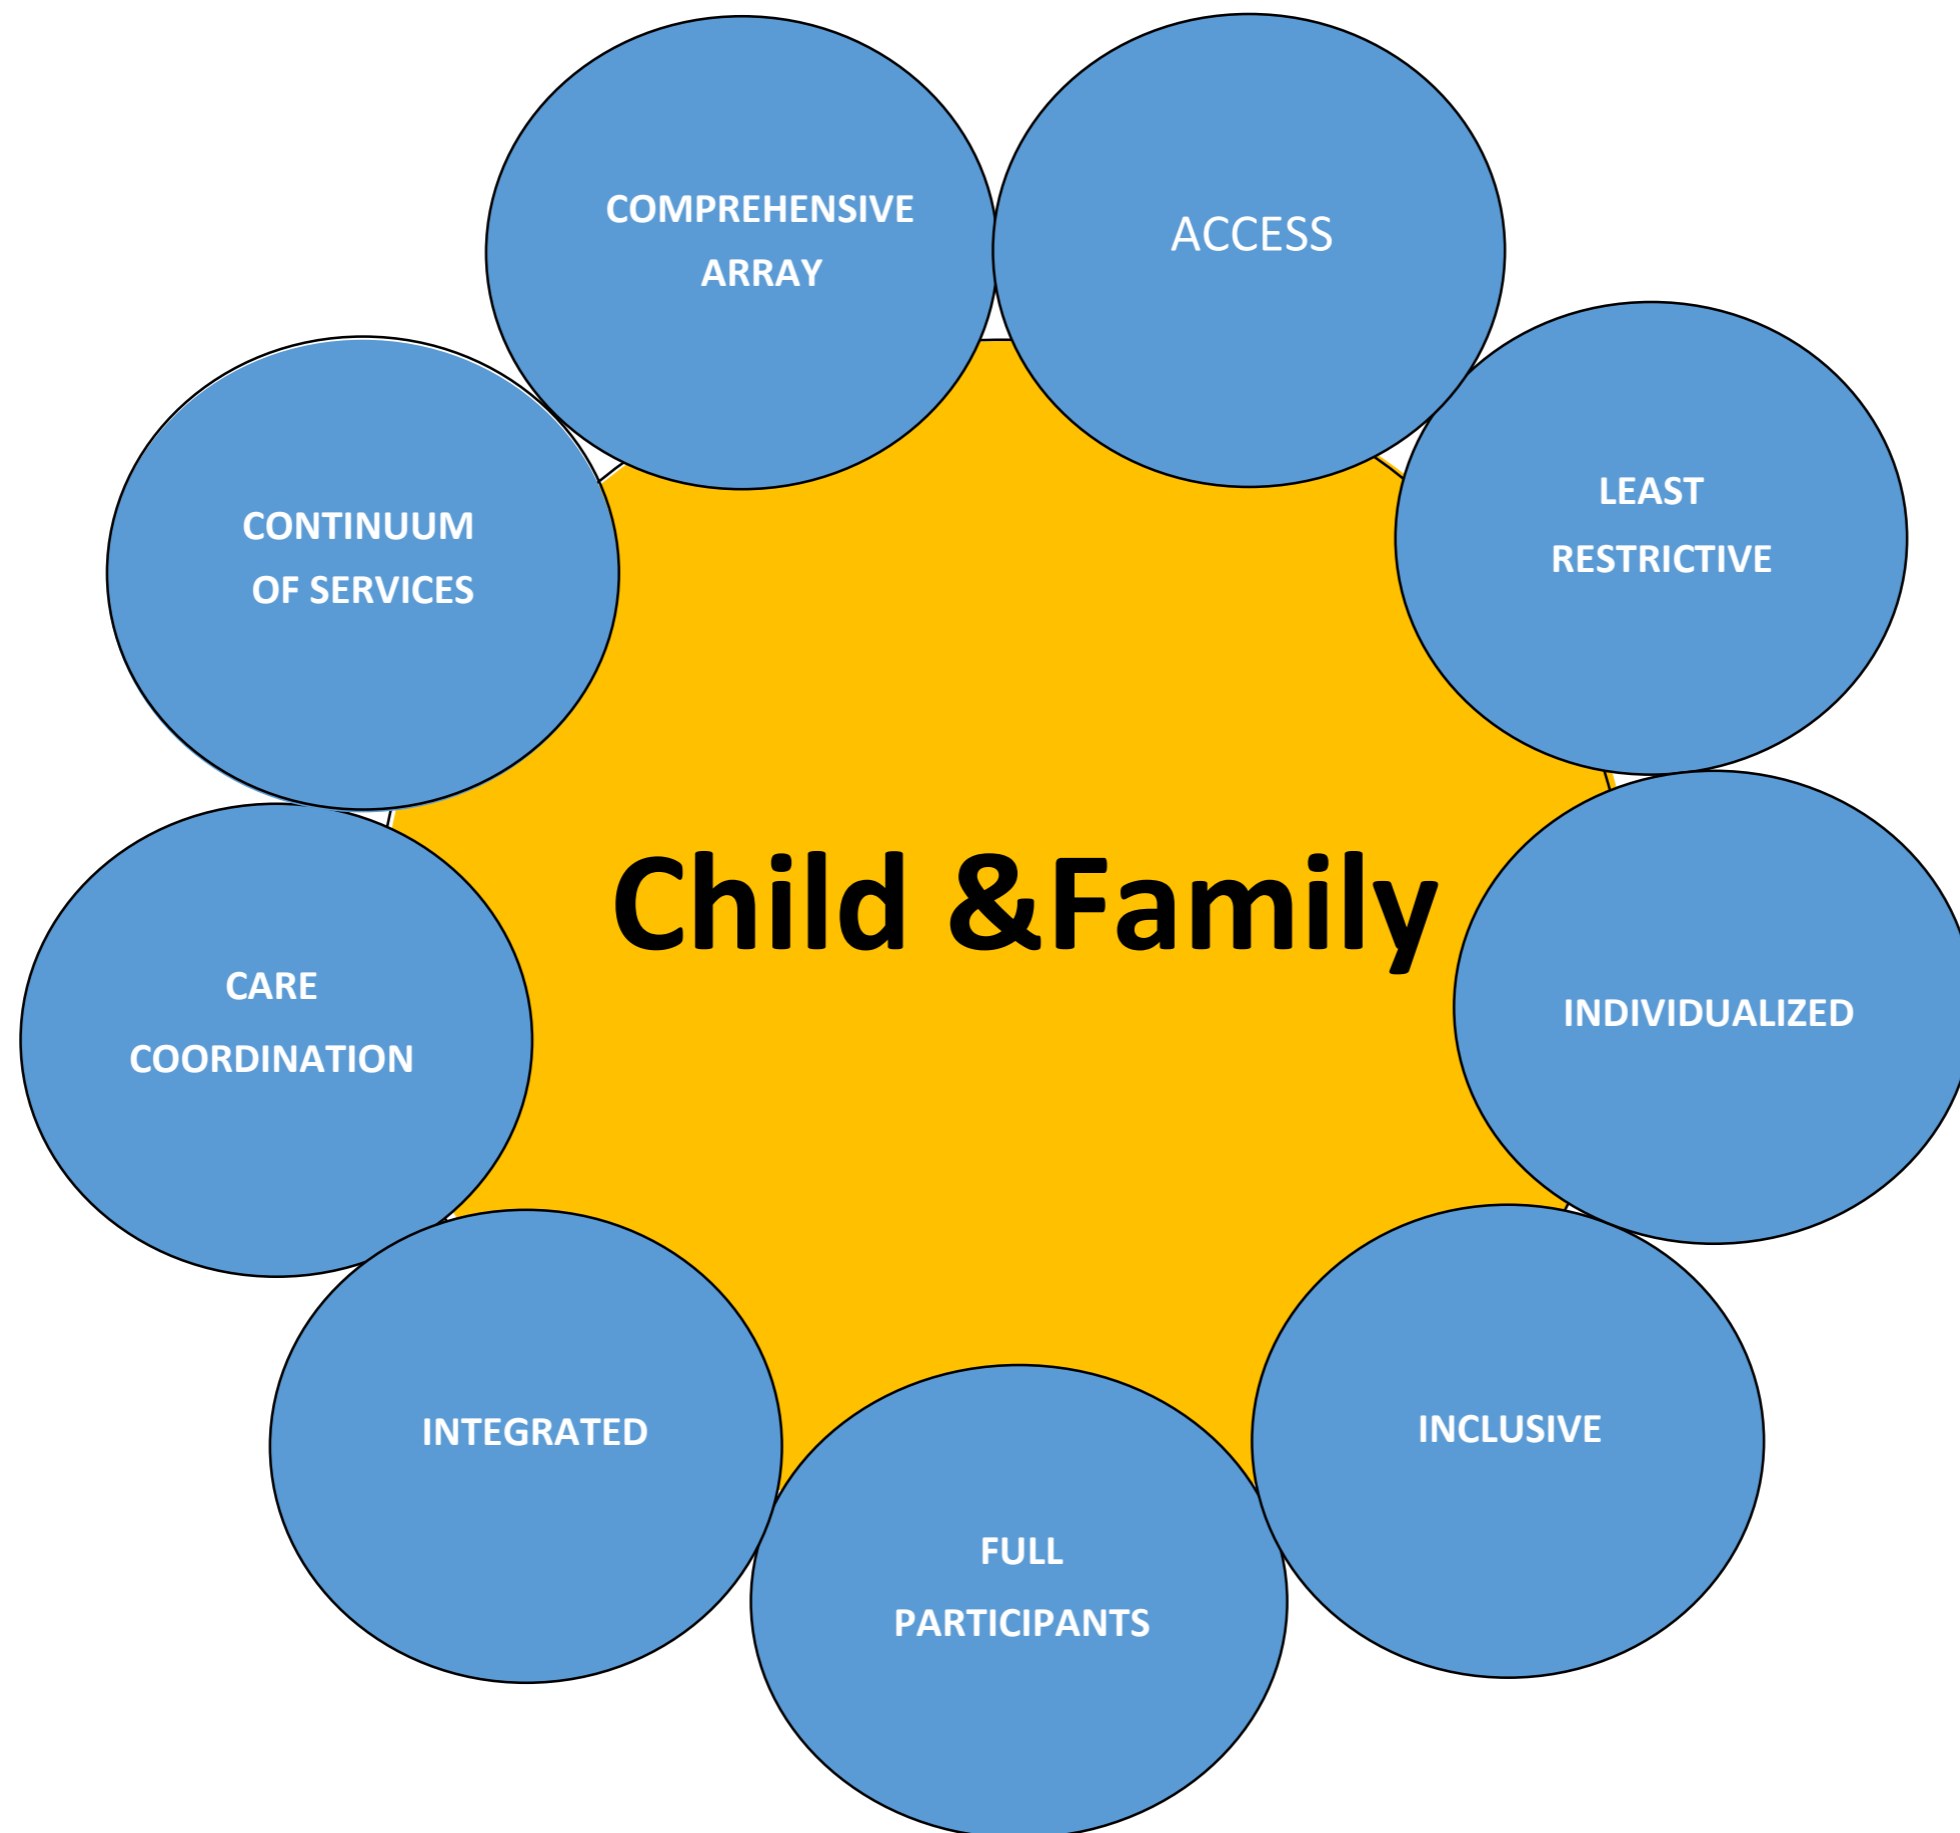 COMPREHENSIVE
ARRAY
ACCESS
LEAST
RESTRICTIVE
CONTINUUM
OF SERVICES
Child &Family
CARE
COORDINATION
INDIVIDUALIZED
INTEGRATED
INCLUSIVE
FULL
PARTICIPANTS